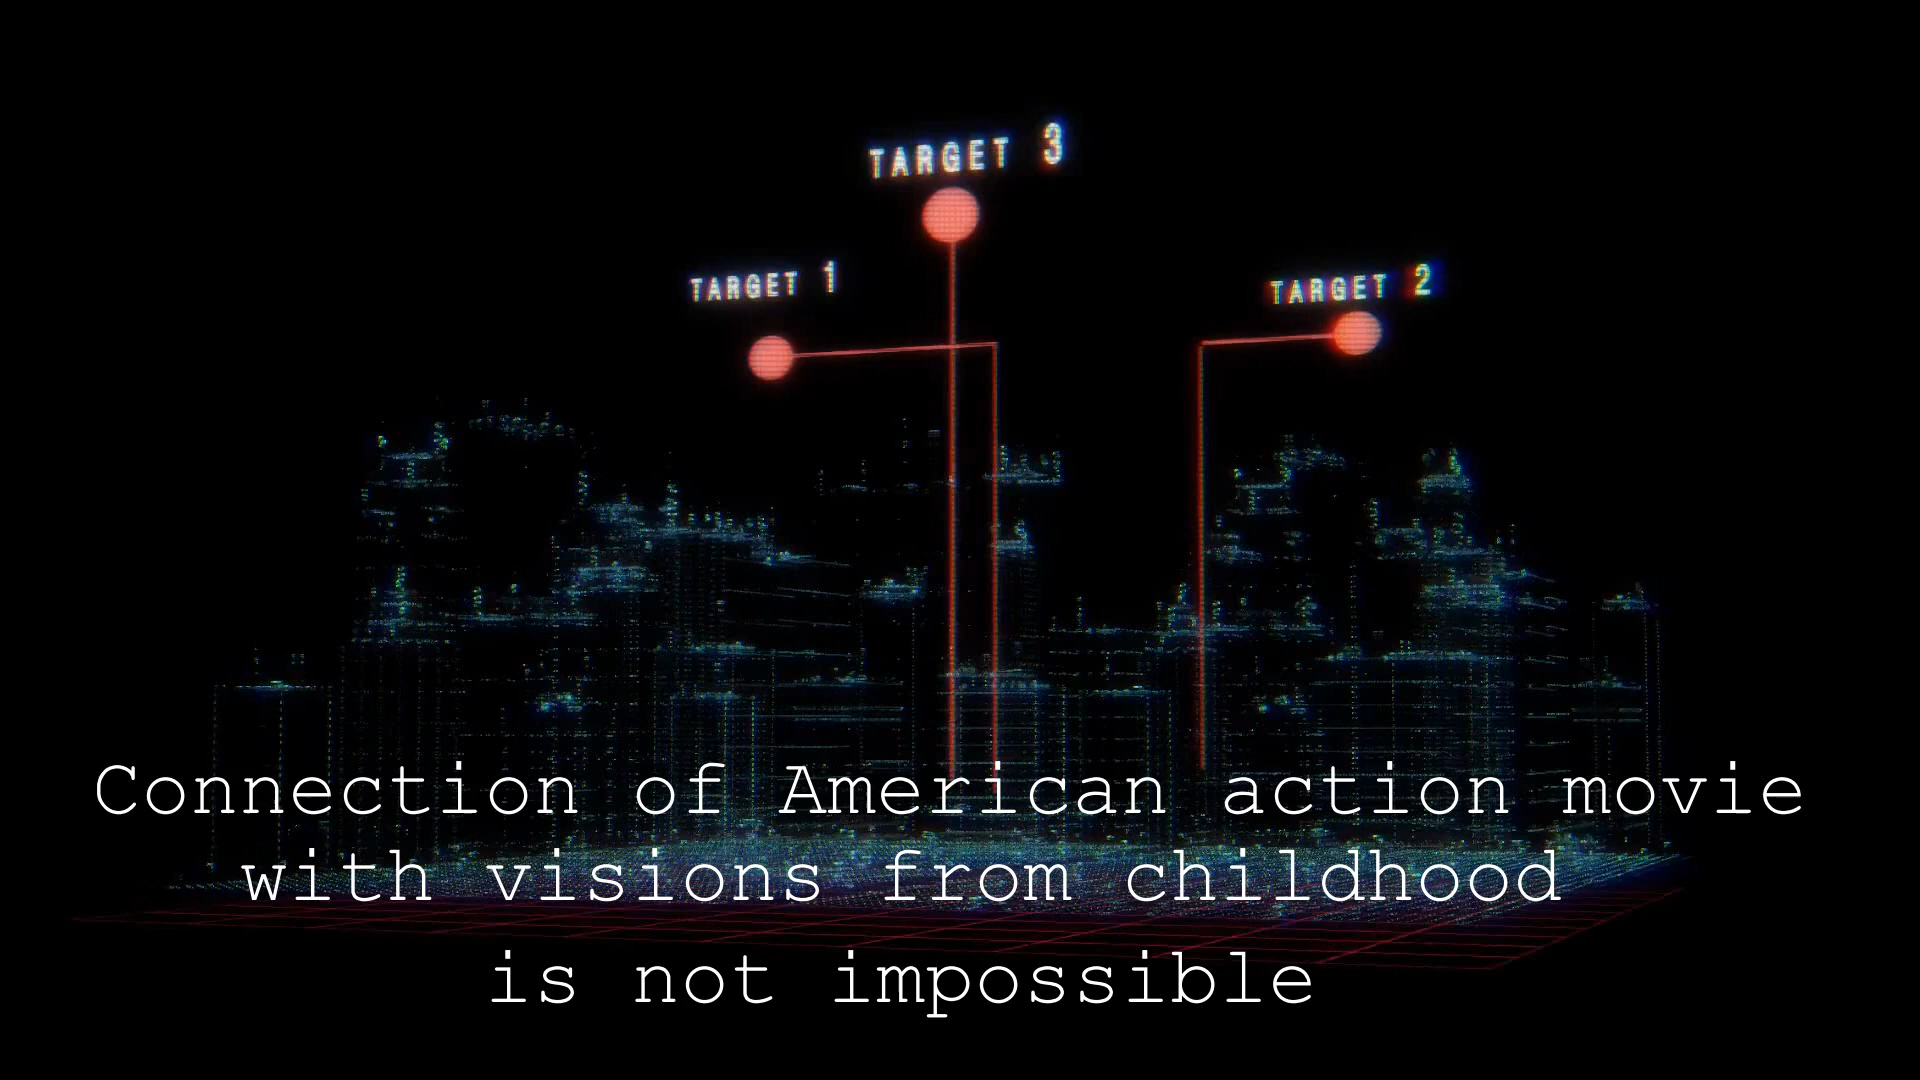 TARGET 3
TARGET 1
TARGET 2
Connection of American action movie
with visions from childhood
is not impossible